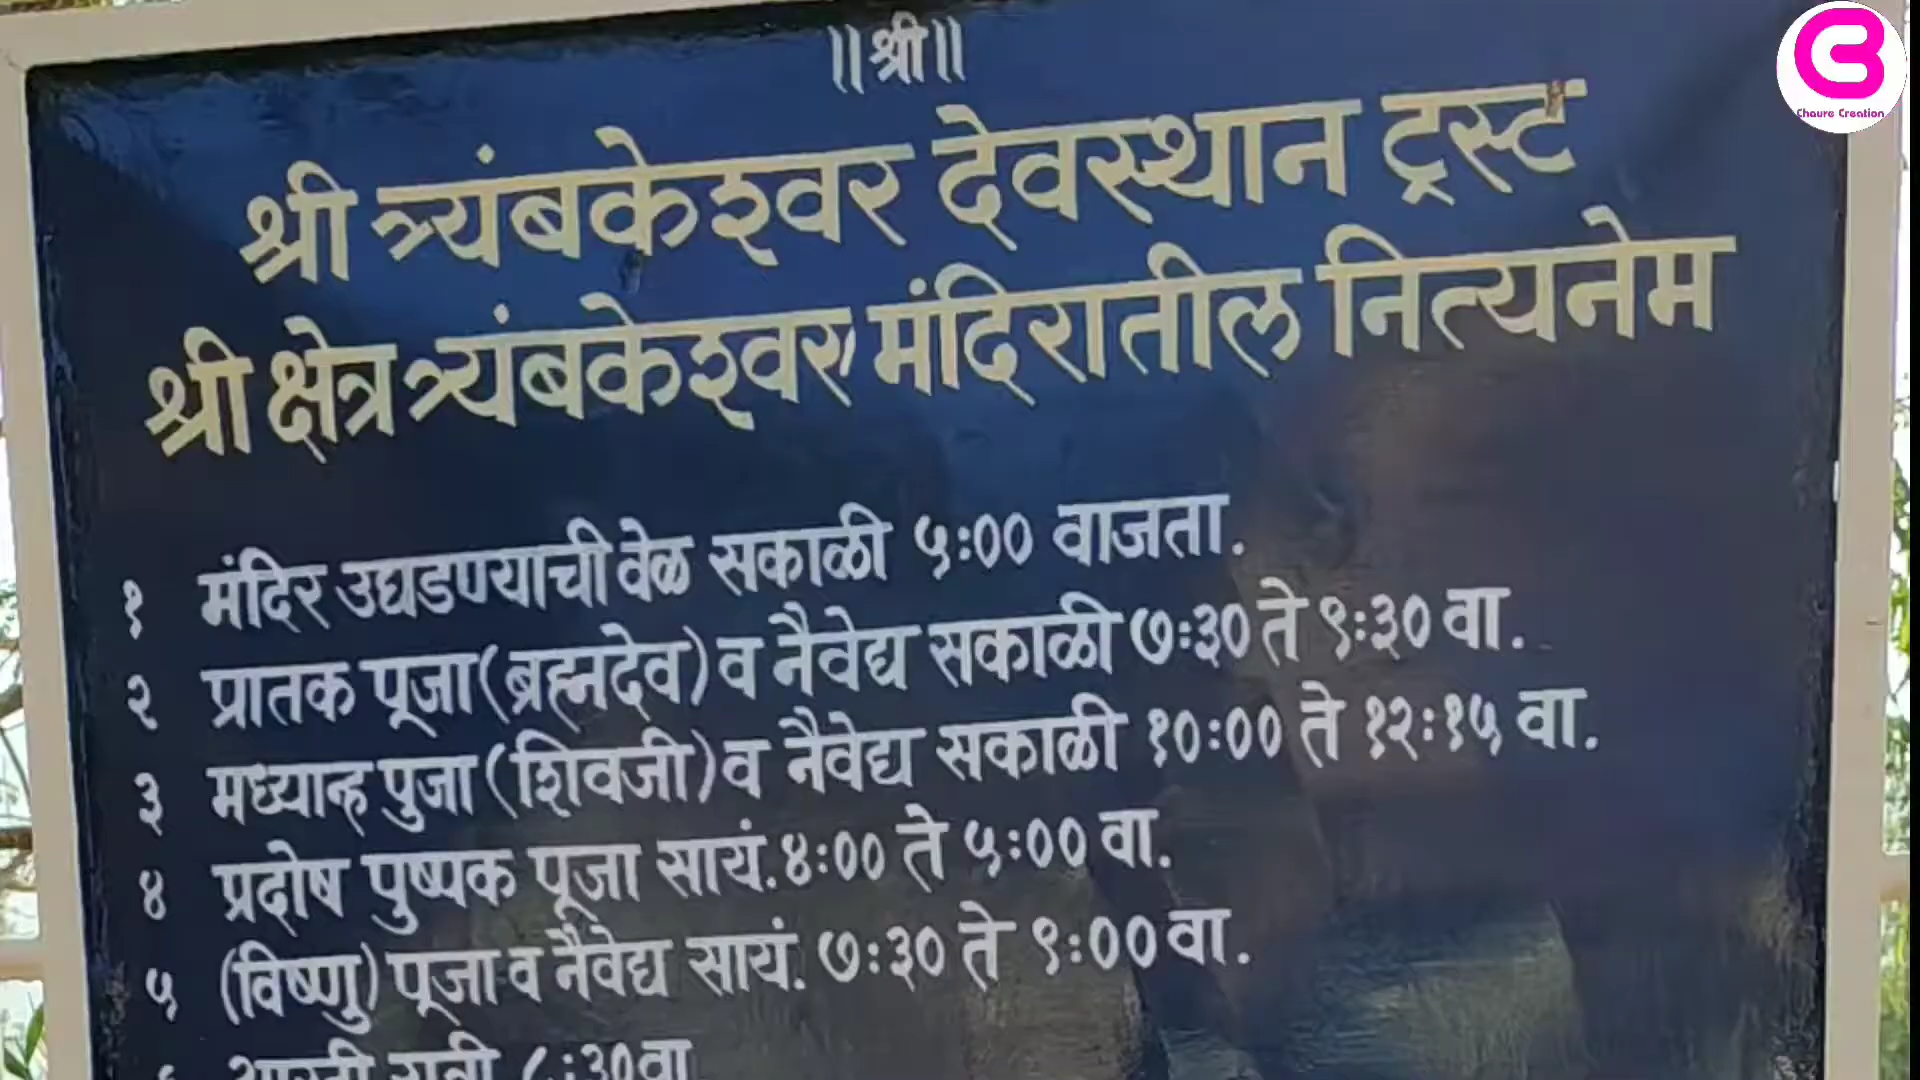 ॥श्री॥
श्री त्र्यंबकेश्वर देवस्थान ट्रस्ट
श्री क्षेत्र त्र्यंबकेश्वर मंदिरातील नित्यनेम
१ मंदिर उघडण्याची वेळ सकाळी ५:०० वाजता.
२ प्रातक पूजा(ब्रह्मदेव) व नैवेद्य सकाळी ७:३० ते ९:३० वा.
३ मध्यान्ह पुजा (शिवजी) व नैवेद्य सकाळी १०:०० ते १२:१५ वा.
४ प्रदोष पुष्पक पूजा सायं. ४:०० ते ५:०० वा.
५ (विष्णु) पूजा व नैवेद्य सायं. ७:३० ते ९:०० वा.
रात्री ८:३० वा
Chaure Creation